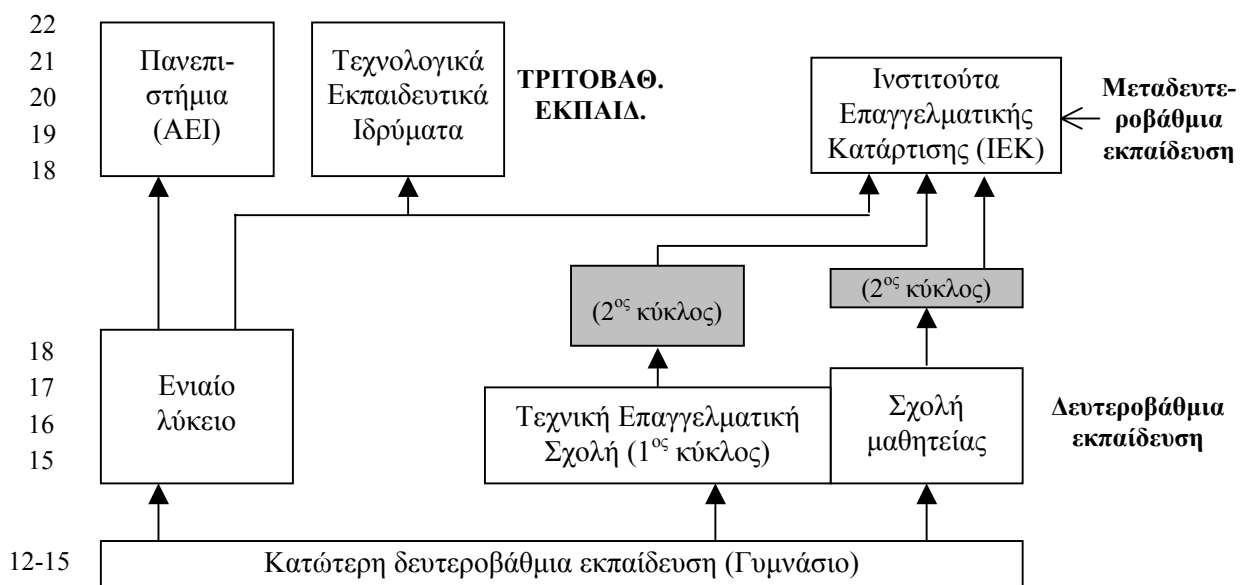 22
21
20
19
18
Πανεπι-
στήμια
(ΑΕΙ)
Τεχνολογικά
Εκπαιδευτικά
Ιδρύματα
ΤΡΙΤΟΒΑΘ.
ΕΚΠΑΙΔ.
Ινστιτούτα
Επαγγελματικής
Κατάρτισης (ΙΕΚ)
Μεταδευτε-
ροβάθμια
εκπαίδευση
(2ος κύκλος)
(2ος κύκλος)
18
17
16
15
Ενιαίο
λύκειο
Τεχνική Επαγγελματική
Σχολή (1ος κύκλος)
Σχολή
μαθητείας
Δευτεροβάθμια
εκπαίδευση
12-15
Κατώτερη δευτεροβάθμια εκπαίδευση (Γυμνάσιο)